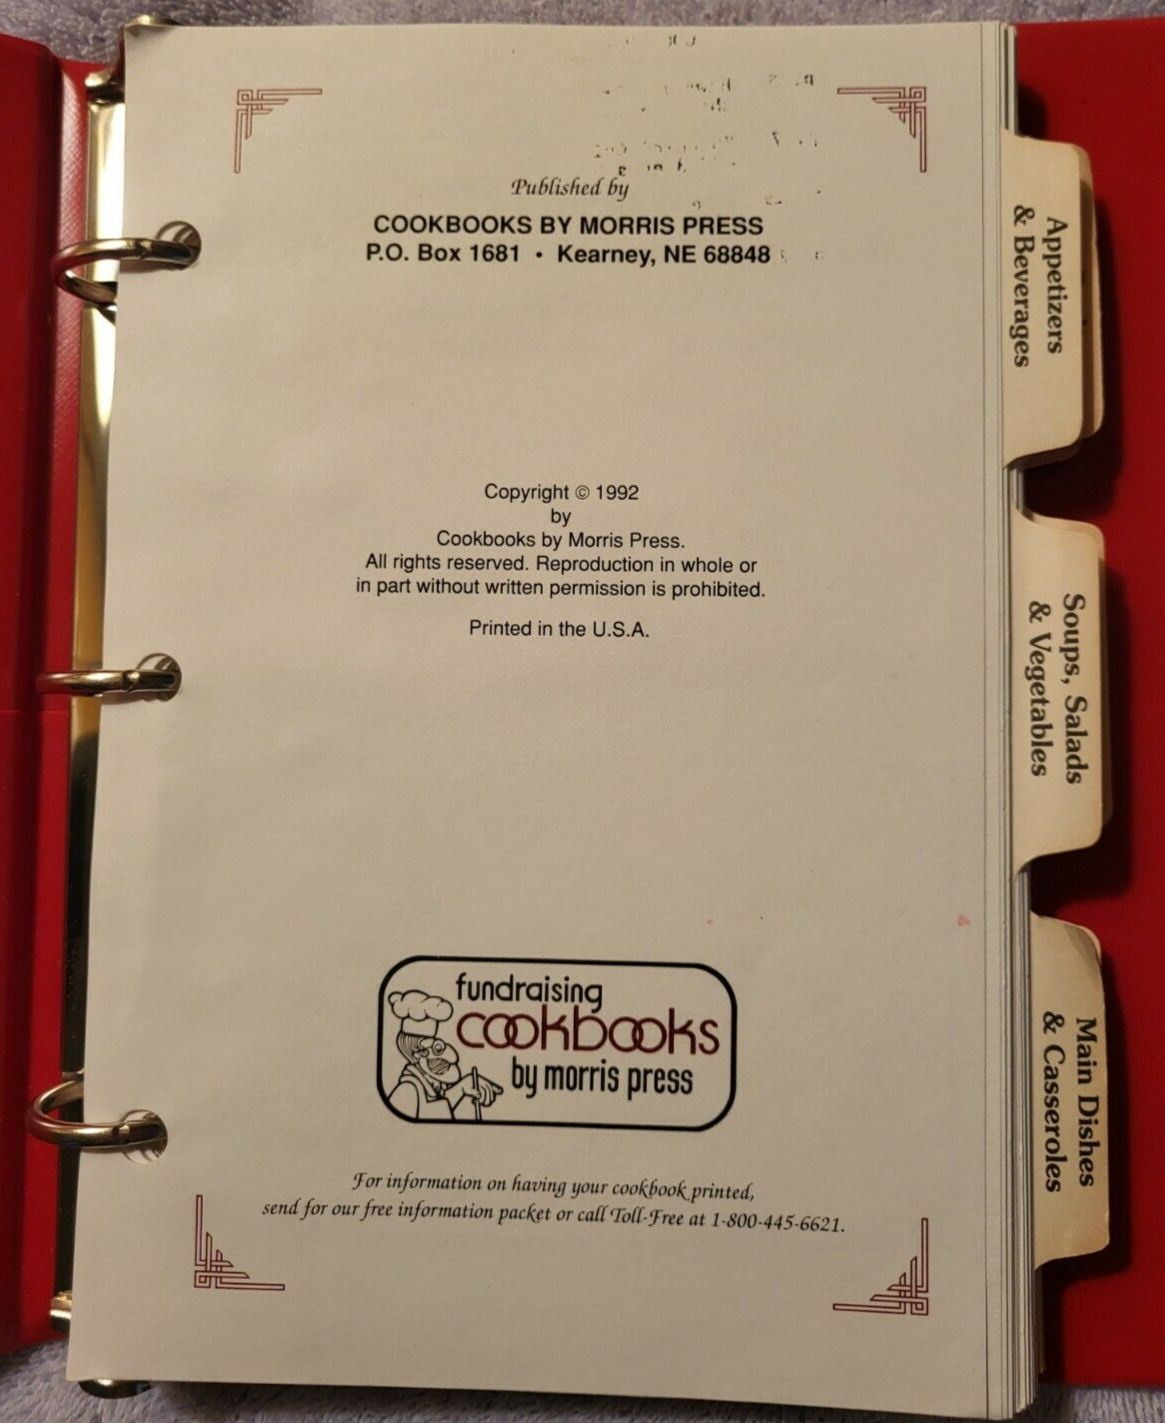 Published by
COOKBOOKS BY MORRIS PRESS
P.O. Box 1681 • Kearney, NE 68848
Copyright © 1992
by
Cookbooks by Morris Press.
All rights reserved. Reproduction in whole or
in part without written permission is prohibited.
Printed in the U.S.A.
fundraising
cookbooks
by morris press
For information on having your cookbook printed,
send for our free information packet or call Toll-Free at 1-800-445-6621.
Appetizers
& Beverages
Soups, Salads
& Vegetables
Main Dishes
& Casseroles